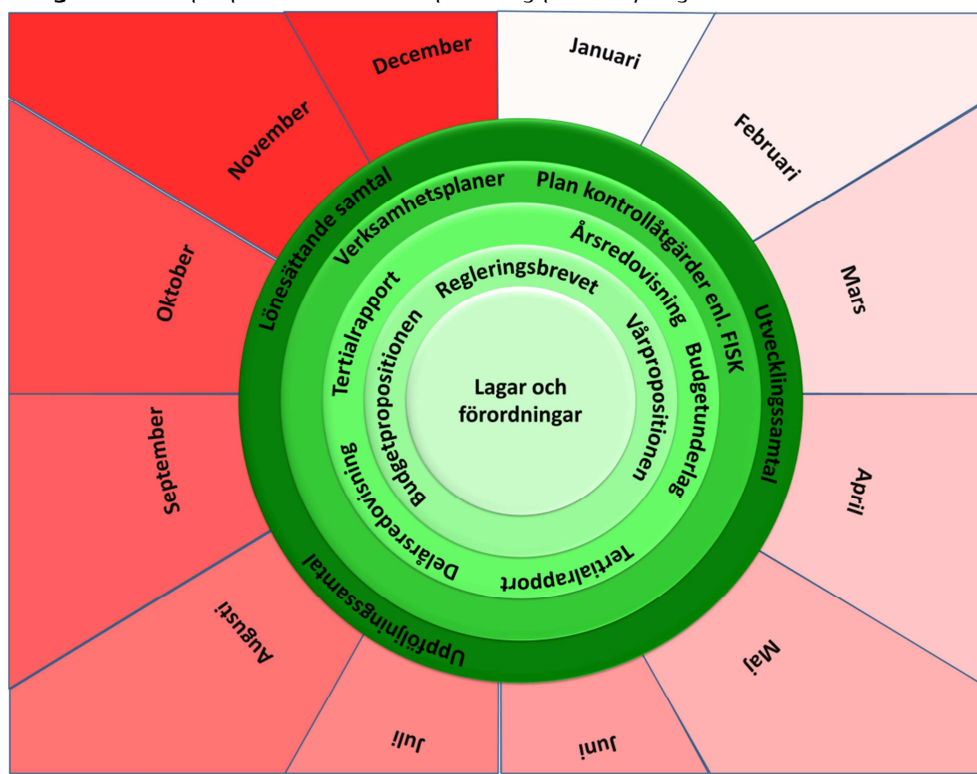 Januari
Februari
Mars
April
Maj
Juni
Juli
Augusti
September
Oktober
November
December
Lönesättande samtal
Utvecklingssamtal
Uppföljningssamtal
Verksamhetsplaner
Plan kontrollåtgärder enl. FISK
Årsredovisning
Budgetunderlag
Tertialrapport
Delårsredovisning
Tertialrapport
Regleringsbrevet
Vårpropositionen
Budgetpropositionen
Lagar och
förordningar